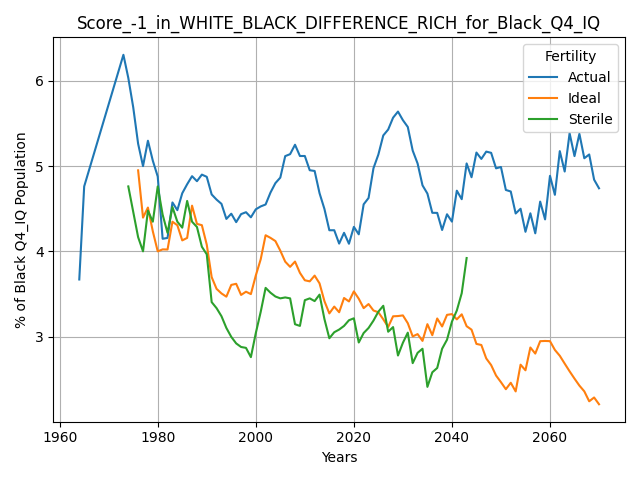 Score_-1_in_WHITE_BLACK_DIFFERENCE_RICH_for_Black_Q4_IQ
Fertility
Actual
Ideal
Sterile
6
5
4
3
% of Black Q4_IQ Population
1960
1980
2000
2020
2040
2060
Years